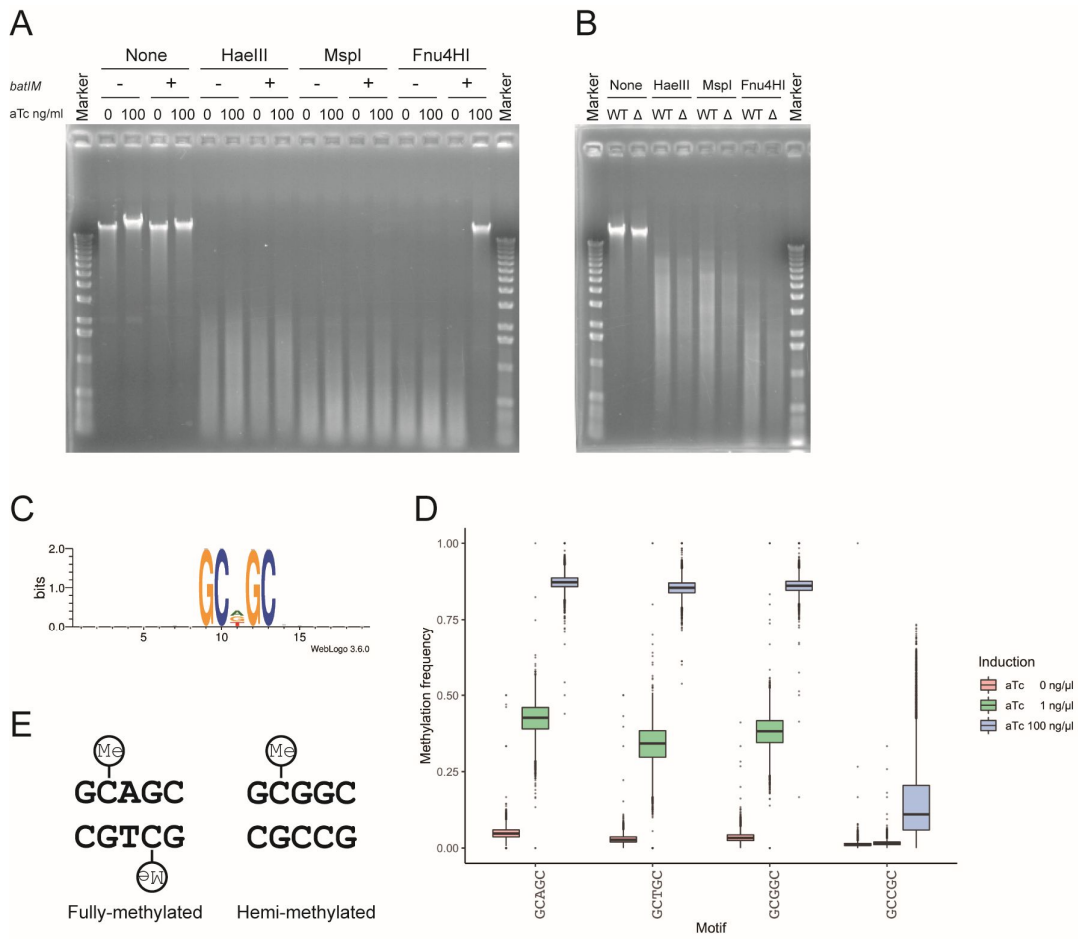 A
None HaeIII MspI Fnu4HI
batIM - + - + - + - +
aTc ng/ml 0 100 0 100 0 100 0 100 0 100 0 100 0 100 0 100
Marker
Marker
B
None HaeIII MspI Fnu4HI
WT Δ WT Δ WT Δ WT Δ
Marker
Marker
C
2.0
1.0
0.0
bits
GC GC
5 10 15
WebLogo 3.6.0
D
1.00
0.75
0.50
0.25
0.00
Methylation frequency
GCAGC
GCTGC
GCGGC
GCCGC
Motif
Induction
aTc 0 ng/µl
aTc 1 ng/µl
aTc 100 ng/µl
E
Me
GCAGC
CGTCG
Me
Fully-methylated
Me
GCGGC
CGCCG
Hemi-methylated